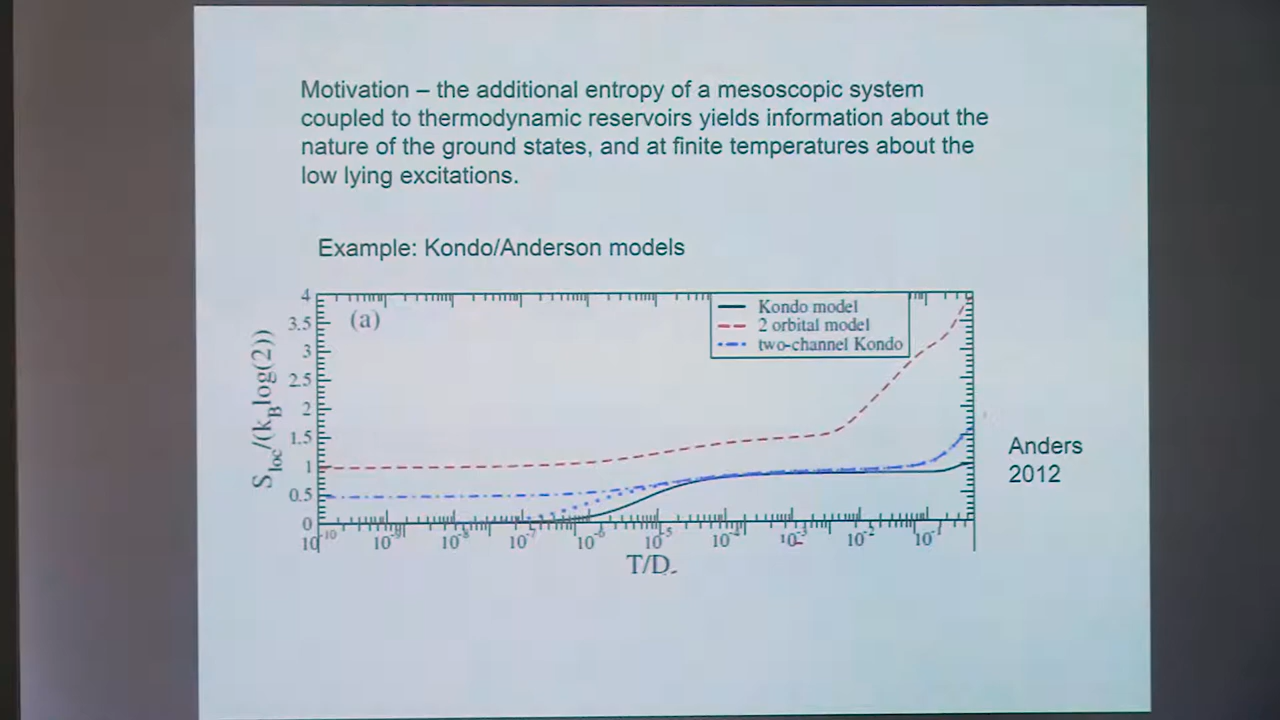 Motivation – the additional entropy of a mesoscopic system
coupled to thermodynamic reservoirs yields information about the
nature of the ground states, and at finite temperatures about the
low lying excitations.
Example: Kondo/Anderson models
(a)
Kondo model
2 orbital model
two-channel Kondo
4
3.5
3
2.5
2
1.5
1
0.5
0
S_loc/(k_B log(2))
10^-10 10^-9 10^-8 10^-7 10^-6 10^-5 10^-4 10^-3 10^-2 10^-1
T/D
Anders
2012